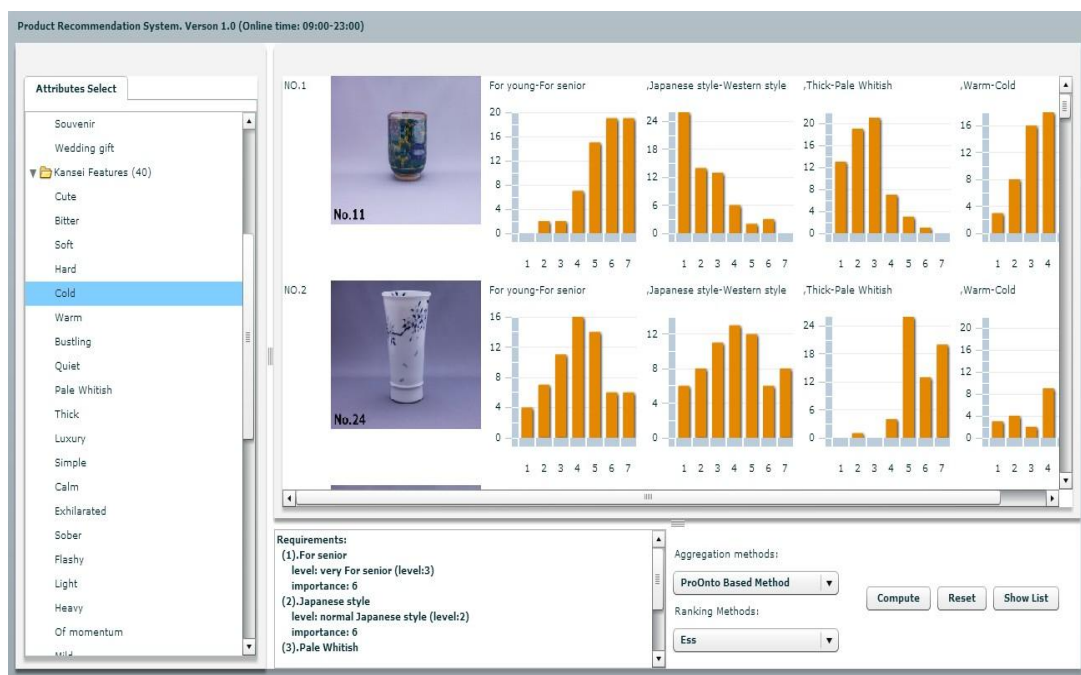 Product Recommendation System. Verson 1.0 (Online time: 09:00-23:00)
Attributes Select
Souvenir
Wedding gift
Kansei Features (40)
Cute
Bitter
Soft
Hard
Cold
Warm
Bustling
Quiet
Pale Whitish
Thick
Luxury
Simple
Calm
Exhilarated
Sober
Flashy
Light
Heavy
Of momentum
Mild
NO.1
No.11
For young-For senior
20
16
12
8
4
0
1 2 3 4 5 6 7
,Japanese style-Western style
24
18
12
6
0
1 2 3 4 5 6 7
,Thick-Pale Whitish
20
16
12
8
4
0
1 2 3 4 5 6 7
,Warm-Cold
16
12
8
4
0
1 2 3 4
NO.2
No.24
For young-For senior
16
12
8
4
0
1 2 3 4 5 6 7
,Japanese style-Western style
12
8
4
0
1 2 3 4 5 6 7
,Thick-Pale Whitish
24
18
12
6
0
1 2 3 4 5 6 7
,Warm-Cold
20
16
12
8
4
0
1 2 3 4
Requirements:
(1).For senior
level: very For senior (level:3)
importance: 6
(2).Japanese style
level: normal Japanese style (level:2)
importance: 6
(3).Pale Whitish
Aggregation methods:
ProOnto Based Method
Ranking Methods:
Ess
Compute
Reset
Show List